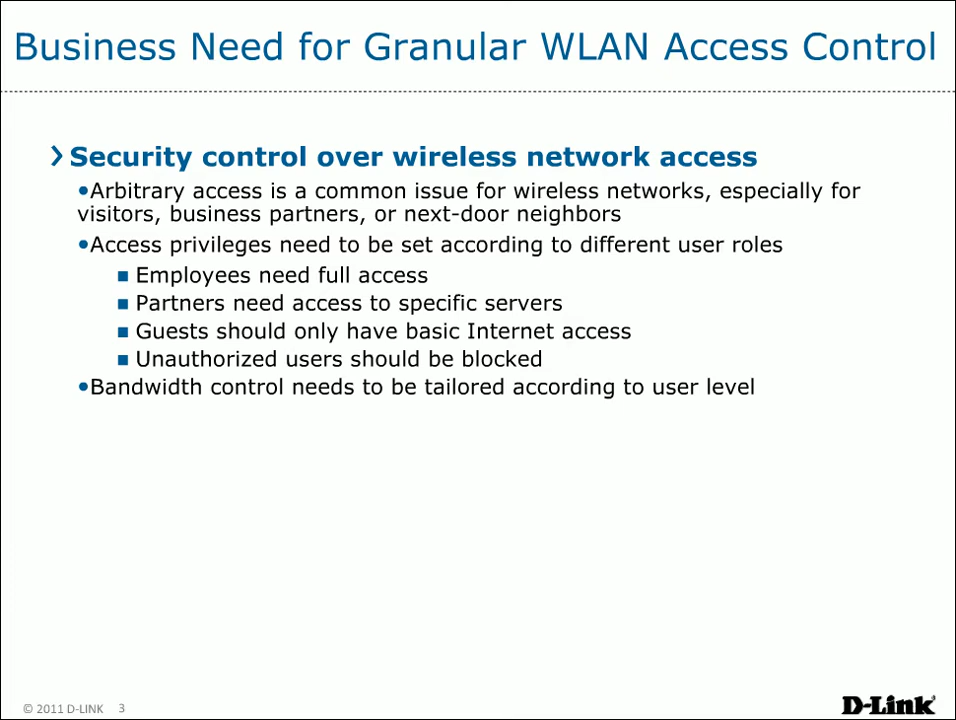 Business Need for Granular WLAN Access Control
Security control over wireless network access
•Arbitrary access is a common issue for wireless networks, especially for
visitors, business partners, or next-door neighbors
•Access privileges need to be set according to different user roles
■ Employees need full access
■ Partners need access to specific servers
■ Guests should only have basic Internet access
■ Unauthorized users should be blocked
•Bandwidth control needs to be tailored according to user level
© 2011 D-LINK 3
D-Link